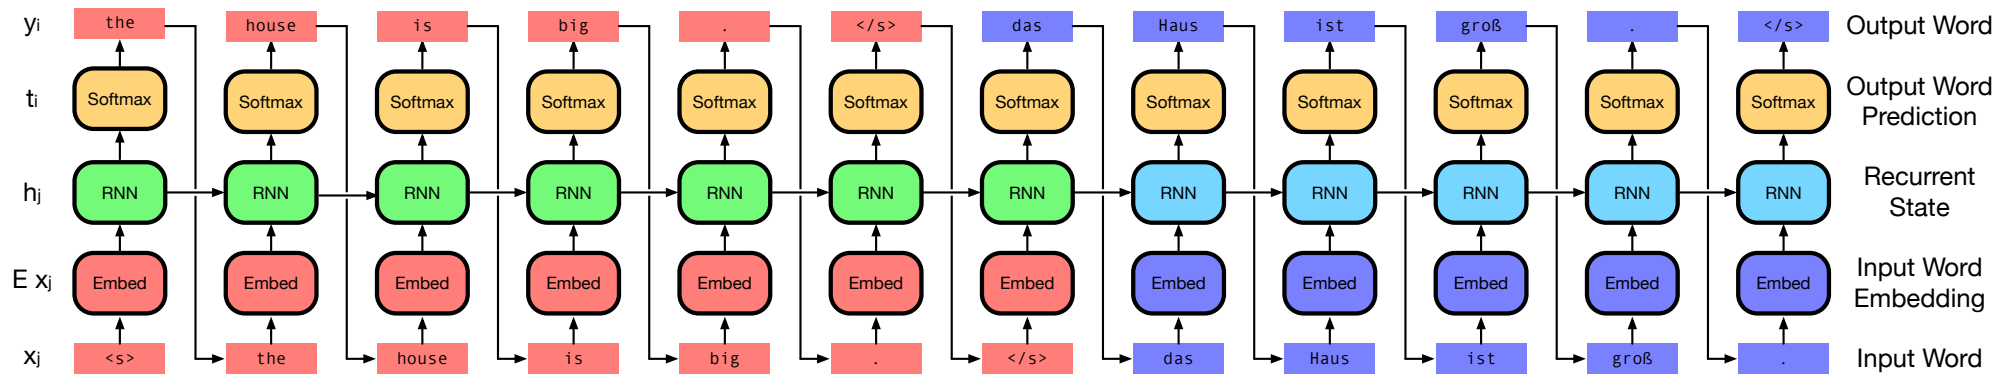 yi the house is big . </s> das Haus ist groß . </s> Output Word
ti Softmax Softmax Softmax Softmax Softmax Softmax Softmax Softmax Softmax Softmax Softmax Softmax Output Word
Prediction
hj RNN RNN RNN RNN RNN RNN RNN RNN RNN RNN RNN RNN Recurrent
State
E xj Embed Embed Embed Embed Embed Embed Embed Embed Embed Embed Embed Embed Input Word
Embedding
xj <s> the house is big . </s> das Haus ist groß . Input Word